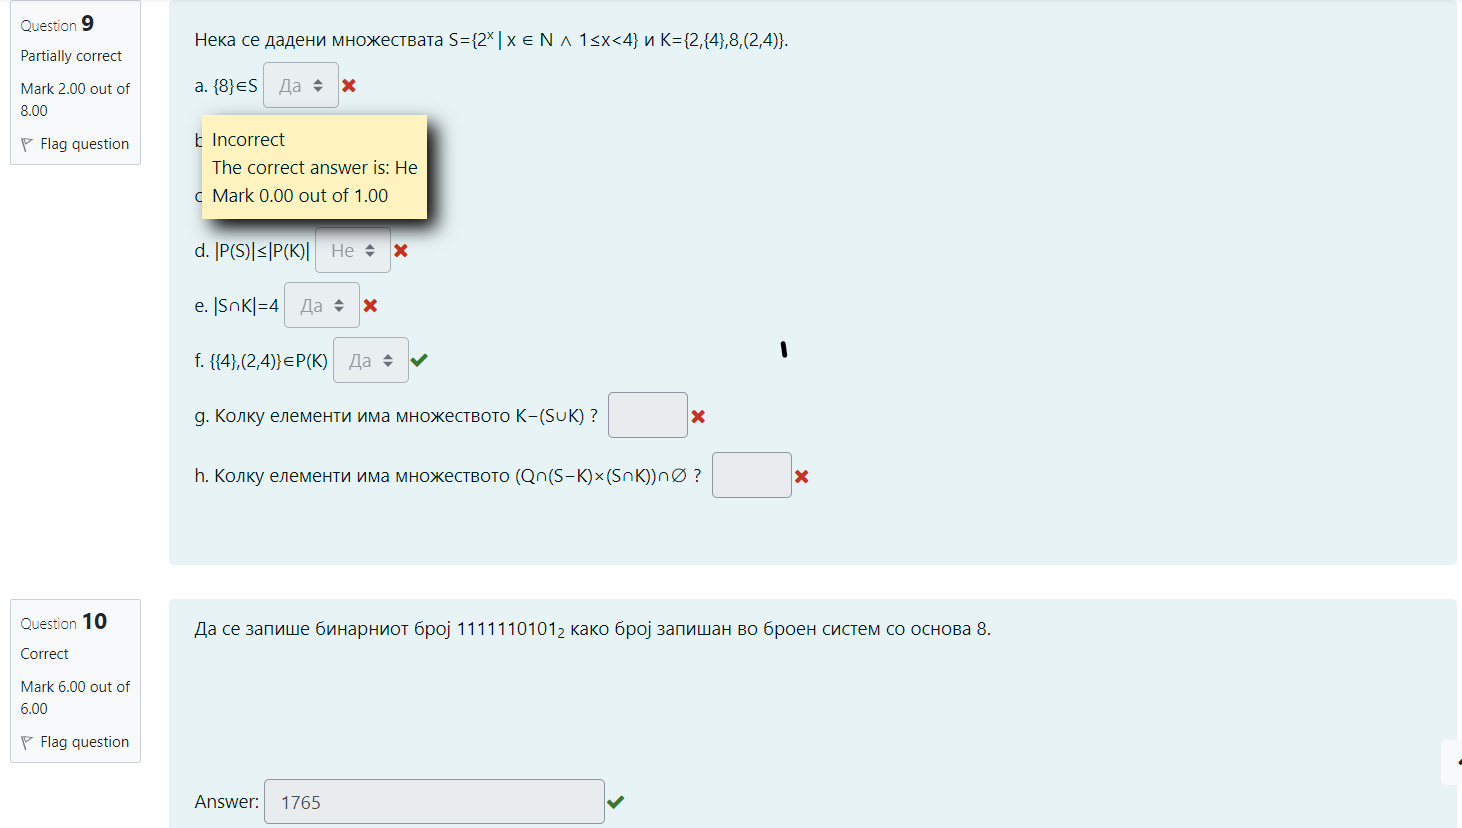 Question 9
Partially correct
Mark 2.00 out of
8.00
Flag question
Нека се дадени множествата S={2ˣ | x ∈ N ∧ 1≤x<4} и K={2,{4},8,(2,4)}.
a. {8}∈S Да
Incorrect
The correct answer is: Не
Mark 0.00 out of 1.00
d. |P(S)|≤|P(K)| Не
e. |S∩K|=4 Да
f. {{4},(2,4)}∈P(K) Да
g. Колку елементи има множеството K−(S∪K) ?
h. Колку елементи има множеството (Q∩(S−K)×(S∩K))∩∅ ?
Question 10
Correct
Mark 6.00 out of
6.00
Flag question
Да се запише бинарниот број 1111110101₂ како број запишан во броен систем со основа 8.
Answer: 1765